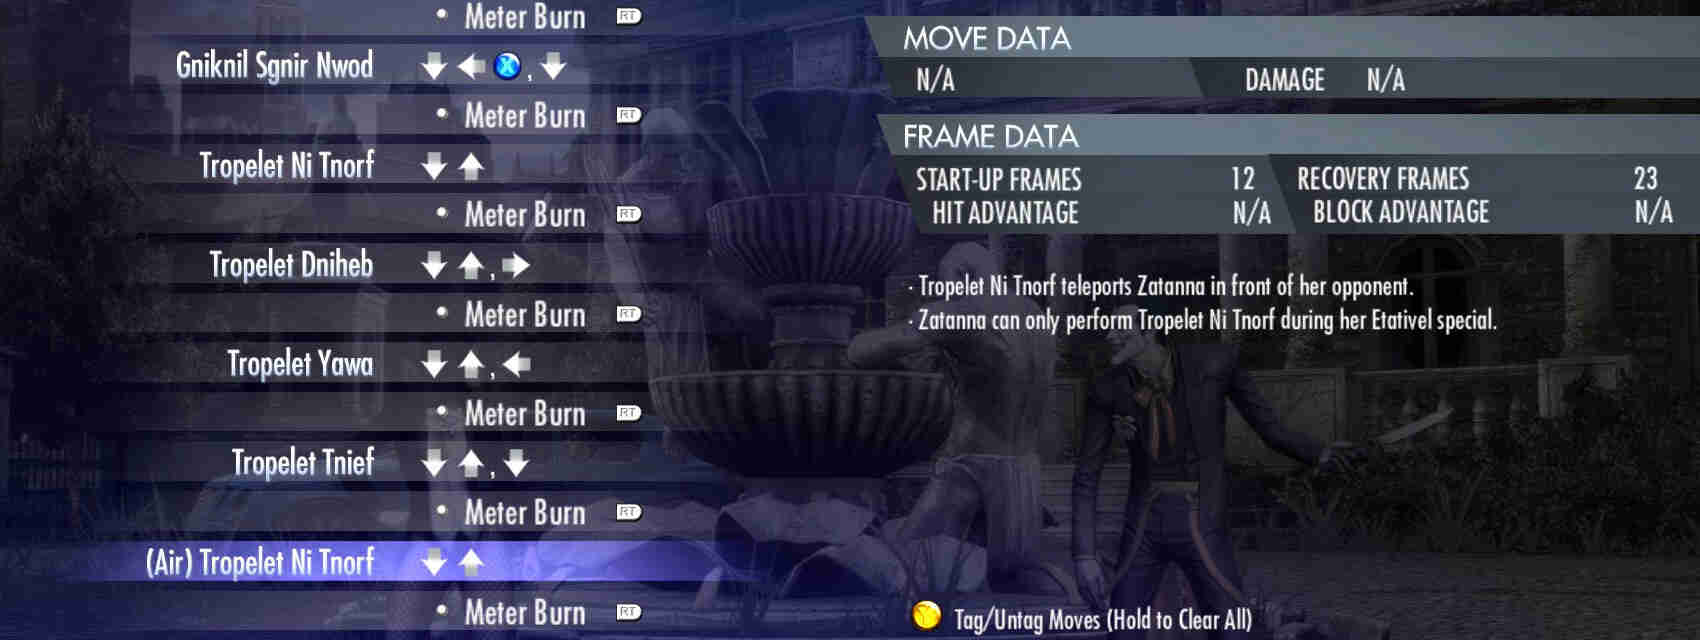 Meter Burn RT
Gniknil Sgnir Nwod X ,
Meter Burn RT
Tropelet Ni Tnorf
Meter Burn RT
Tropelet Dniheb ,
Meter Burn RT
Tropelet Yawa ,
Meter Burn RT
Tropelet Tnief ,
Meter Burn RT
(Air) Tropelet Ni Tnorf
Meter Burn RT
MOVE DATA
N/A DAMAGE N/A
FRAME DATA
START-UP FRAMES 12 RECOVERY FRAMES 23
HIT ADVANTAGE N/A BLOCK ADVANTAGE N/A
· Tropelet Ni Tnorf teleports Zatanna in front of her opponent.
· Zatanna can only perform Tropelet Ni Tnorf during her Etativel special.
Y Tag/Untag Moves (Hold to Clear All)